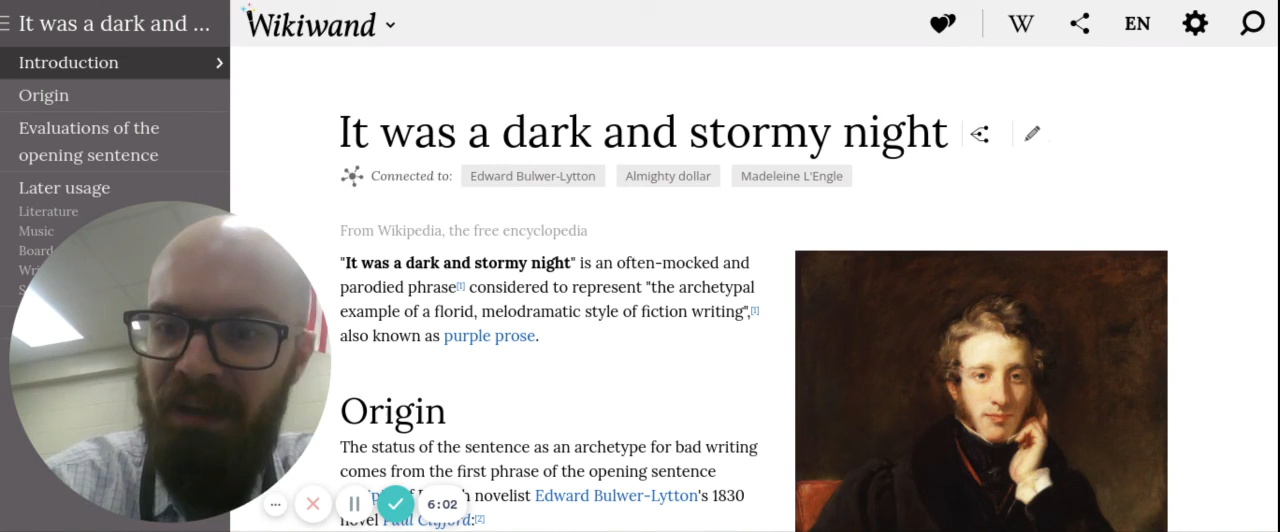 It was a dark and ...
Introduction
Origin
Evaluations of the
opening sentence
Later usage
Literature
Music
Board
Wri
S
Wikiwand
W
EN
It was a dark and stormy night
Connected to: Edward Bulwer-Lytton Almighty dollar Madeleine L'Engle
From Wikipedia, the free encyclopedia
"It was a dark and stormy night" is an often-mocked and
parodied phrase[1] considered to represent "the archetypal
example of a florid, melodramatic style of fiction writing",[1]
also known as purple prose.
Origin
The status of the sentence as an archetype for bad writing
comes from the first phrase of the opening sentence
novelist Edward Bulwer-Lytton's 1830
novel Paul Clifford:[2]
6:02